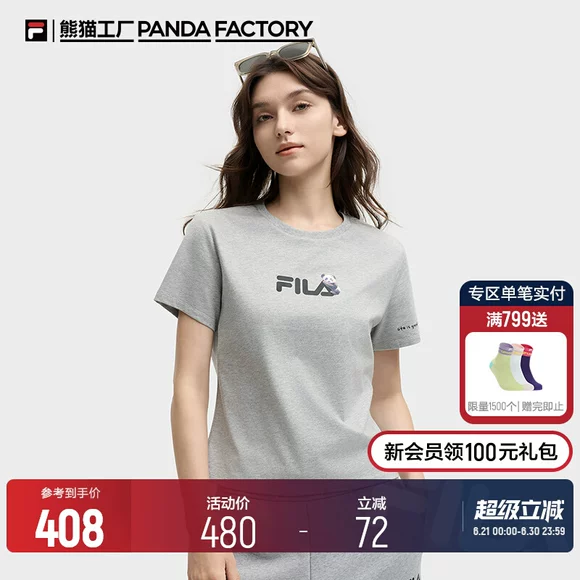 熊猫工厂 PANDA FACTORY
FILA
专区单笔实付
满799送
限量1500个 | 赠完即止
新会员领100元礼包
参考到手价
408
活动价
480
-
立减
72
超级立减
6.21 00:00-6.30 23:59